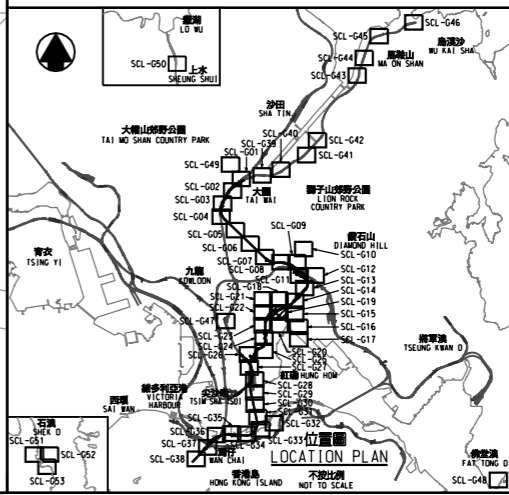 羅湖
LO WU
SCL-G50
上水
SHEUNG SHUI
SCL-G46
SCL-G45
烏溪沙
WU KAI SHA
SCL-G44
馬鞍山
MA ON SHAN
SCL-G43
沙田
SHA TIN
大帽山郊野公園
TAI MO SHAN COUNTRY PARK
SCL-G40
SCL-G39
SCL-G01
SCL-G42
SCL-G41
SCL-G49
SCL-G02
大圍
TAI WAI
獅子山郊野公園
LION ROCK
COUNTRY PARK
SCL-G03
SCL-G04
SCL-G05
SCL-G06
SCL-G07
SCL-G08
SCL-G09
鑽石山
DIAMOND HILL
SCL-G10
SCL-G11
SCL-G12
SCL-G13
SCL-G14
SCL-G18
SCL-G19
SCL-G15
SCL-G16
SCL-G17
青衣
TSING YI
九龍
KOWLOON
SCL-G21
SCL-G22
SCL-G47
SCL-G23
SCL-G24
SCL-G26
SCL-G20
SCL-G25
SCL-G27
紅磡
HUNG HOM
將軍澳
TSEUNG KWAN O
SCL-G28
SCL-G29
SCL-G30
SCL-G31
SCL-G32
SCL-G33
SCL-G34
SCL-G35
SCL-G36
SCL-G37
SCL-G38
西環
SAI WAN
維多利亞港
VICTORIA
HARBOUR
尖沙咀
TSIM SHA TSUI
灣仔
WAN CHAI
香港島
HONG KONG ISLAND
石澳
SHEK O
SCL-G51
SCL-G52
SCL-G53
位置圖
LOCATION PLAN
不按比例
NOT TO SCALE
佛堂澳
FAT TONG O
SCL-G48